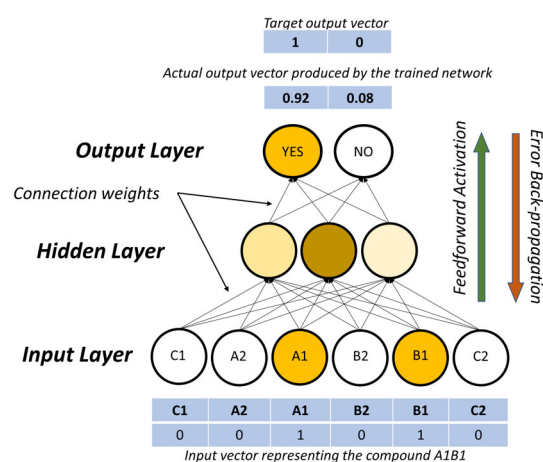 Target output vector
1 0
Actual output vector produced by the trained network
0.92 0.08
Output Layer
YES NO
Connection weights
Hidden Layer
Input Layer
C1 A2 A1 B2 B1 C2
C1 A2 A1 B2 B1 C2
0 0 1 0 1 0
Input vector representing the compound A1B1
Feedforward Activation
Error Back-propagation